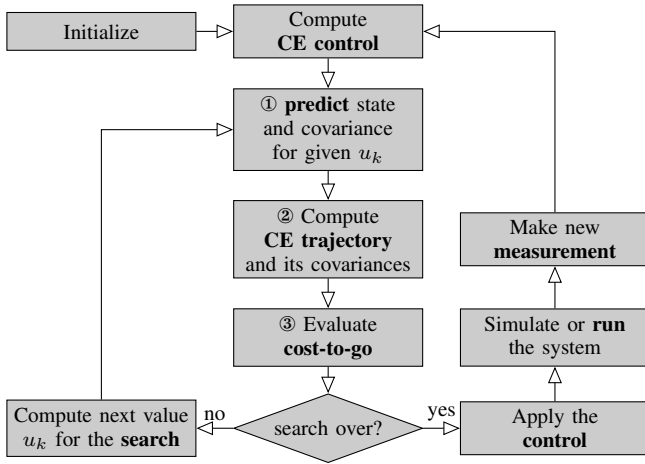 Initialize
Compute
CE control
① predict state
and covariance
for given uₖ
② Compute
CE trajectory
and its covariances
③ Evaluate
cost-to-go
search over?
no
yes
Compute next value
uₖ for the search
Apply the
control
Simulate or run
the system
Make new
measurement